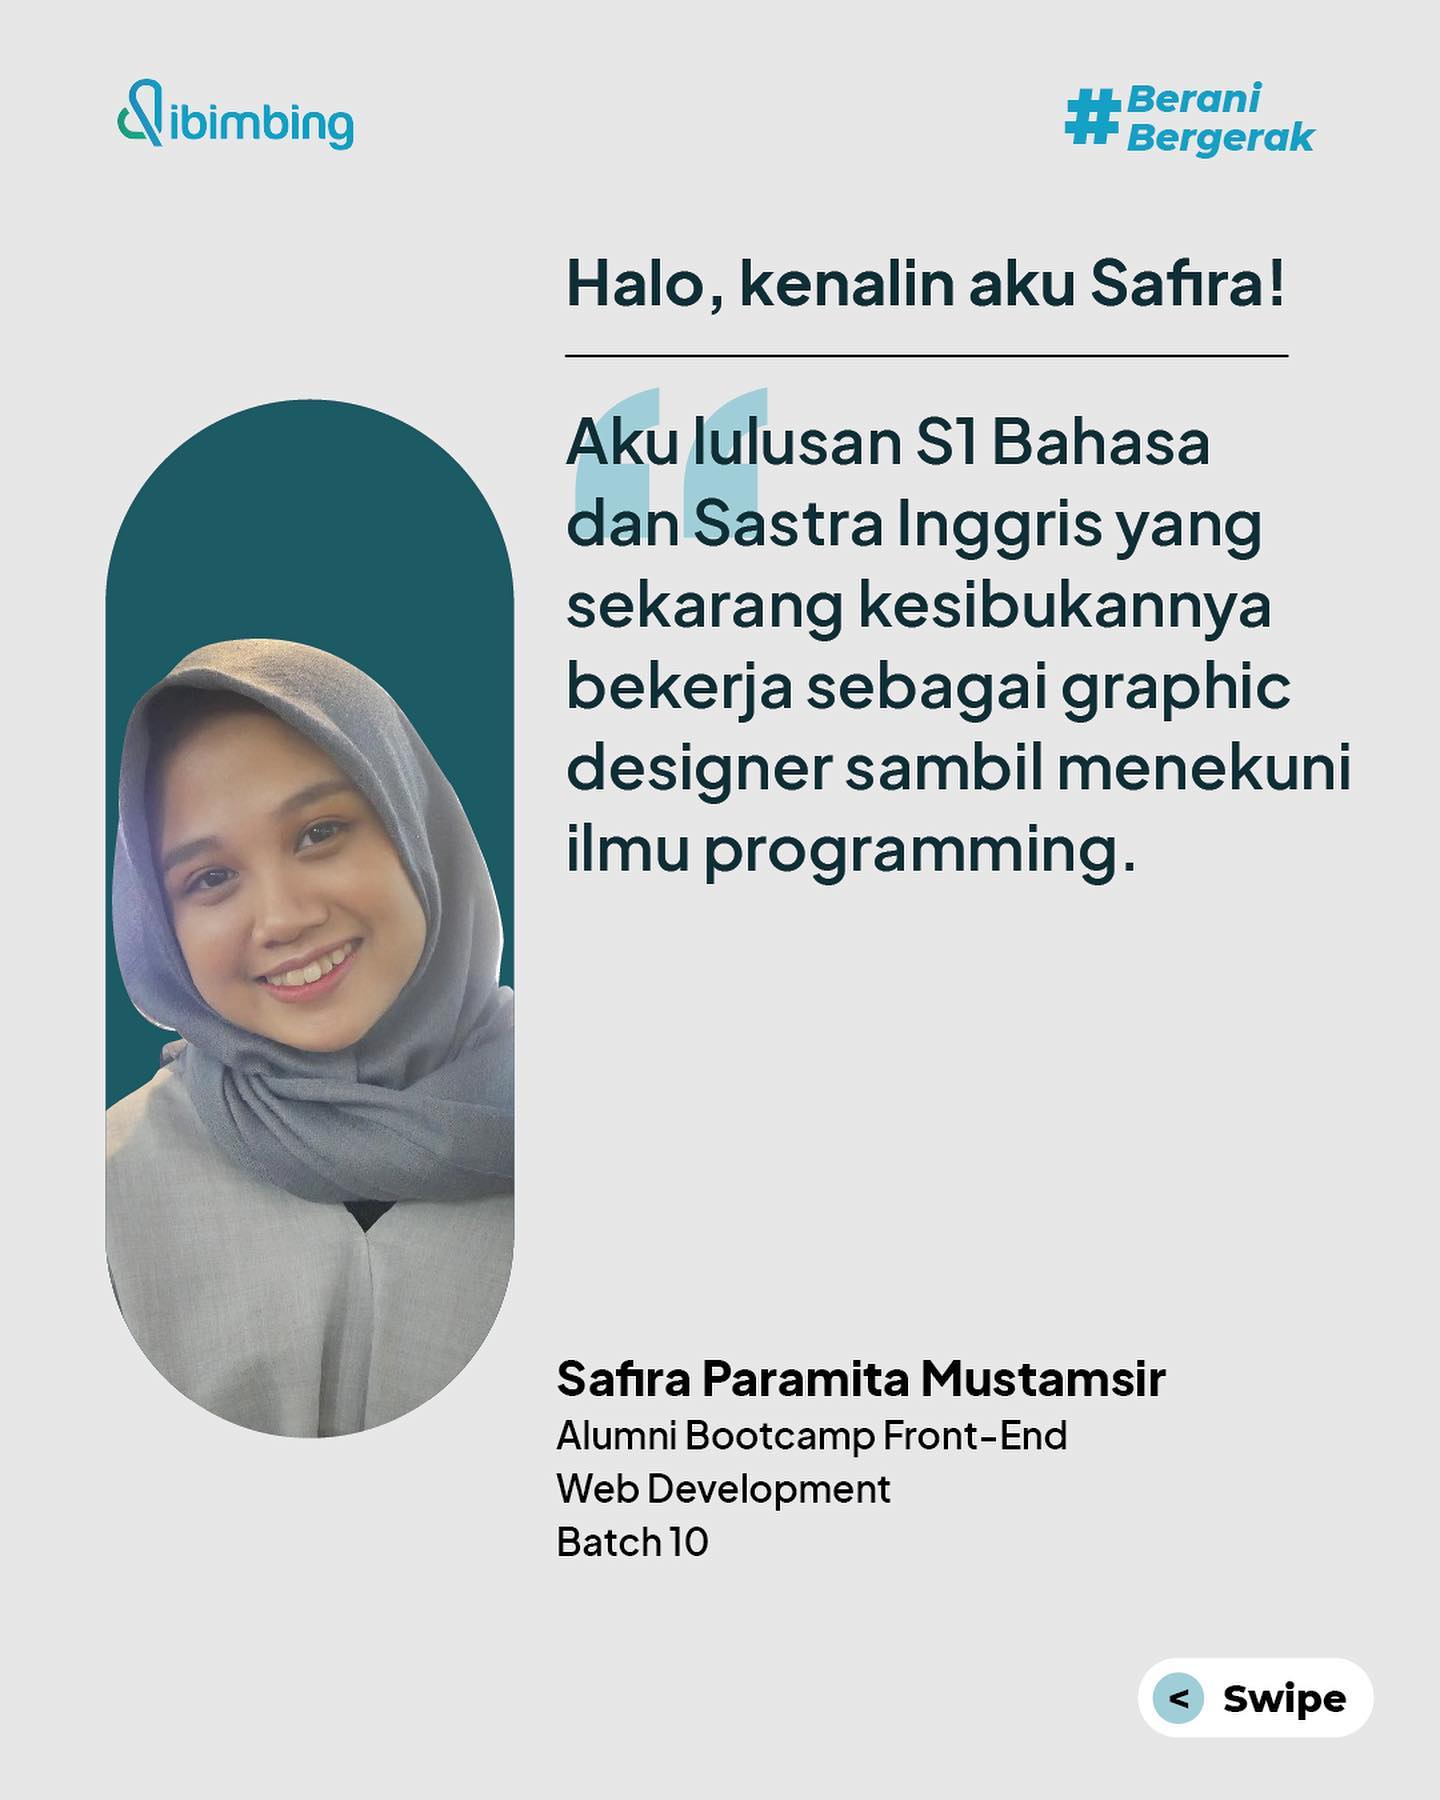 dibimbing
#Berani
Bergerak
Halo, kenalin aku Safira!
Aku lulusan S1 Bahasa
dan Sastra Inggris yang
sekarang kesibukannya
bekerja sebagai graphic
designer sambil menekuni
ilmu programming.
Safira Paramita Mustamsir
Alumni Bootcamp Front-End
Web Development
Batch 10
< Swipe